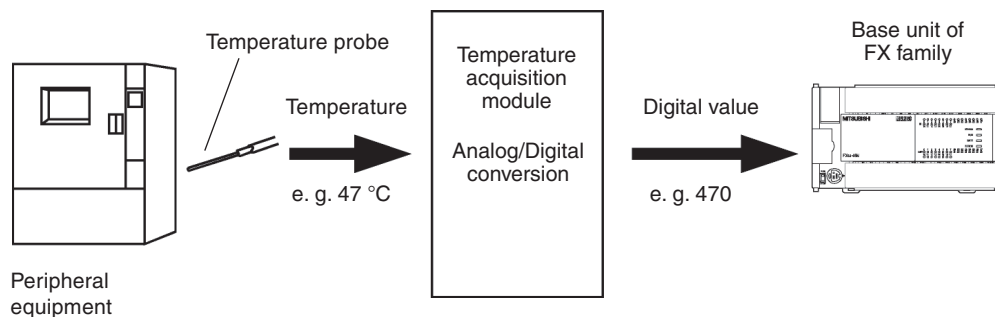 Temperature probe
Peripheral
equipment
Temperature
e. g. 47 °C
Temperature
acquisition
module
Analog/Digital
conversion
Digital value
e. g. 470
Base unit of
FX family
MITSUBISHI